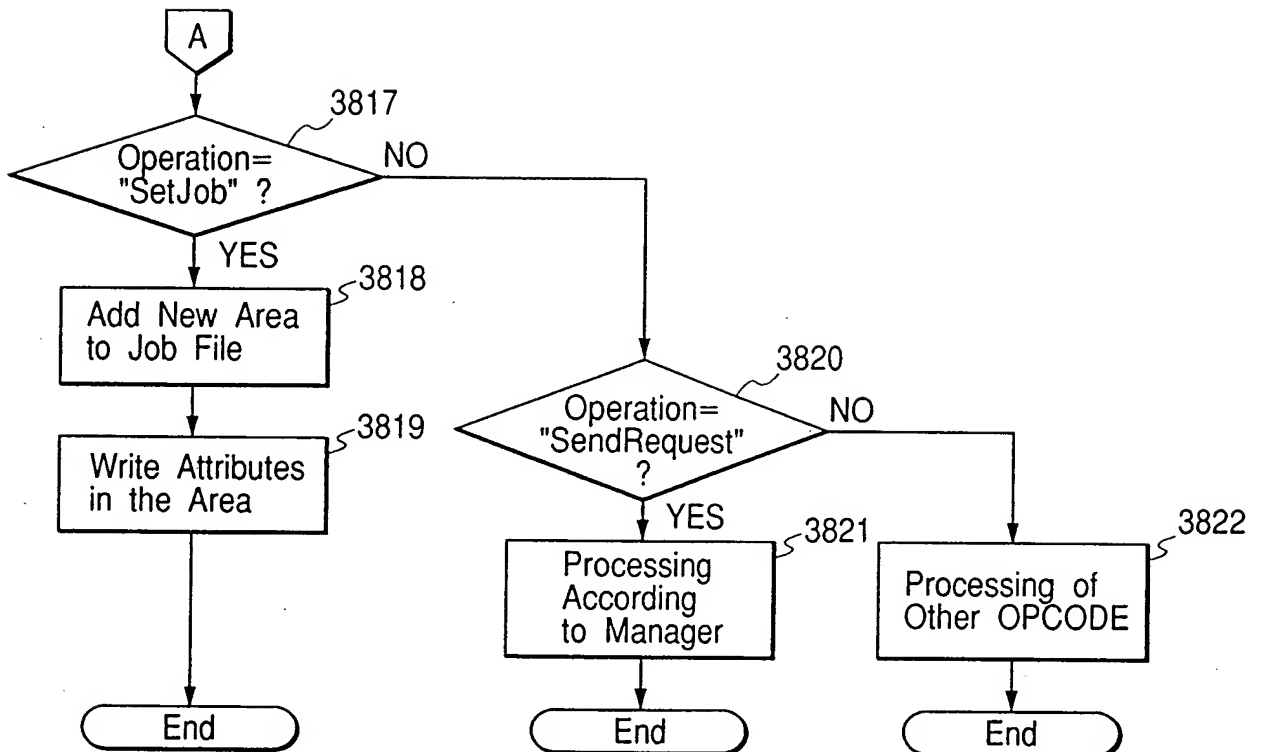 A
3817
Operation=
"SetJob" ?
NO
YES
3818
Add New Area
to Job File
3819
Write Attributes
in the Area
End
3820
Operation=
"SendRequest"
?
NO
YES
3821
Processing
According
to Manager
End
3822
Processing of
Other OPCODE
End